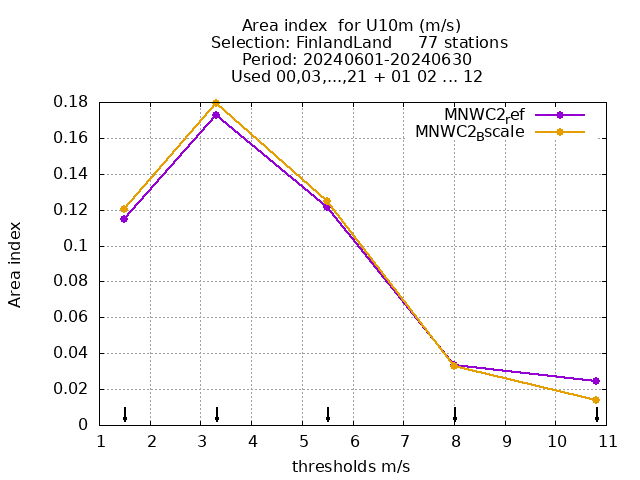 Area index  for U10m (m/s)
Selection: FinlandLand     77 stations
Period: 20240601-20240630
Used 00,03,...,21 + 01 02 ... 12
MNWC2_ref
MNWC2_Bscale
0.18
0.16
0.14
0.12
0.1
0.08
0.06
0.04
0.02
0
Area index
1 2 3 4 5 6 7 8 9 10 11
thresholds m/s